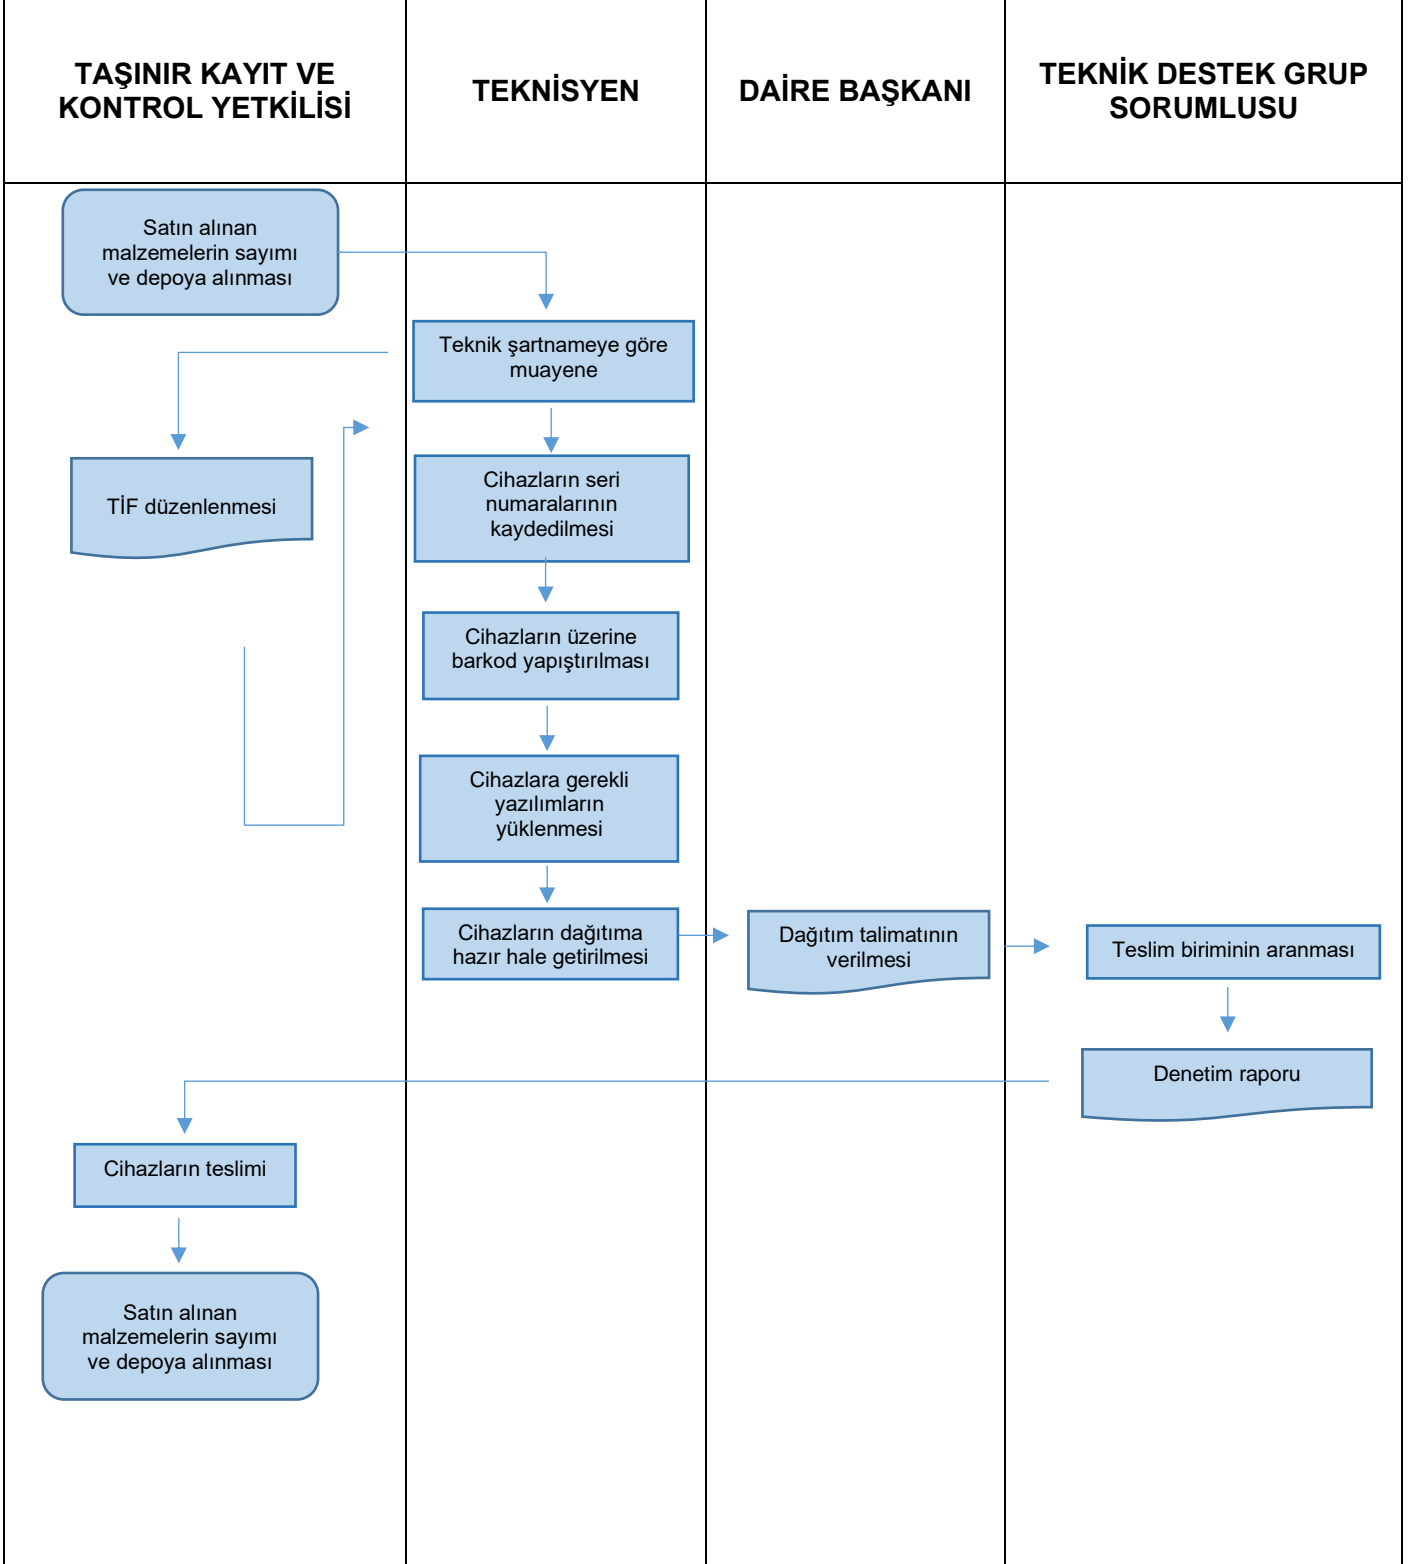 TAŞINIR KAYIT VE
KONTROL YETKİLİSİ
TEKNİSYEN
DAİRE BAŞKANI
TEKNİK DESTEK GRUP
SORUMLUSU
Satın alınan
malzemelerin sayımı
ve depoya alınması
Teknik şartnameye göre
muayene
TİF düzenlenmesi
Cihazların seri
numaralarının
kaydedilmesi
Cihazların üzerine
barkod yapıştırılması
Cihazlara gerekli
yazılımların
yüklenmesi
Cihazların dağıtıma
hazır hale getirilmesi
Dağıtım talimatının
verilmesi
Teslim biriminin aranması
Denetim raporu
Cihazların teslimi
Satın alınan
malzemelerin sayımı
ve depoya alınması